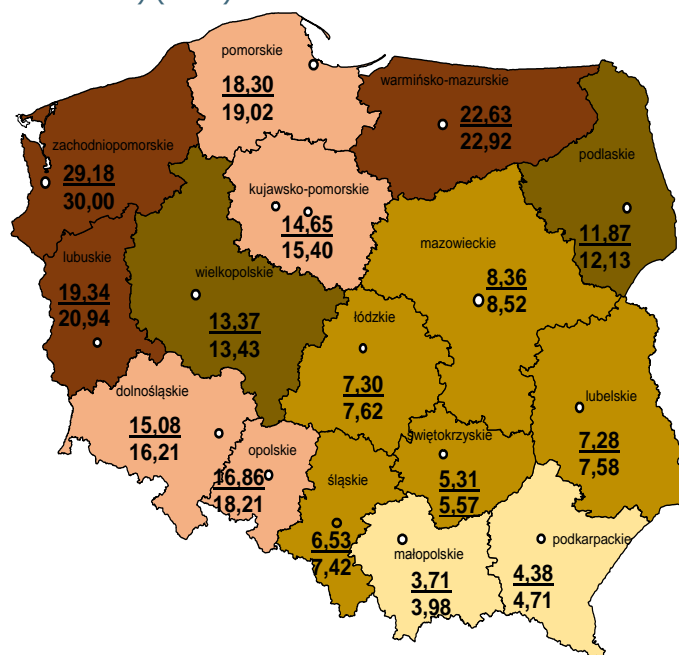 pomorskie
18,30
19,02
warmińsko-mazurskie
22,63
22,92
zachodniopomorskie
29,18
30,00
podlaskie
11,87
12,13
kujawsko-pomorskie
14,65
15,40
mazowieckie
8,36
8,52
lubuskie
19,34
20,94
wielkopolskie
13,37
13,43
łódzkie
7,30
7,62
lubelskie
7,28
7,58
dolnośląskie
15,08
16,21
opolskie
16,86
18,21
świętokrzyskie
5,31
5,57
śląskie
6,53
7,42
małopolskie
3,71
3,98
podkarpackie
4,38
4,71